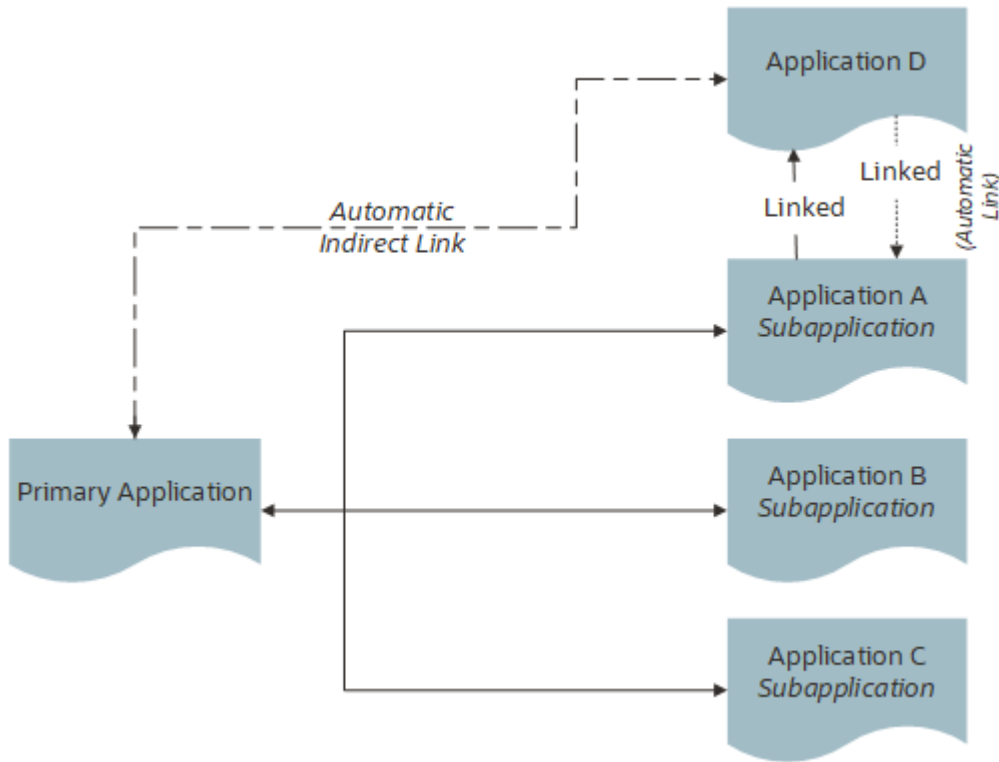 Application D
Automatic
Indirect Link
Linked
Linked
(Automatic
Link)
Application A
Subapplication
Primary Application
Application B
Subapplication
Application C
Subapplication